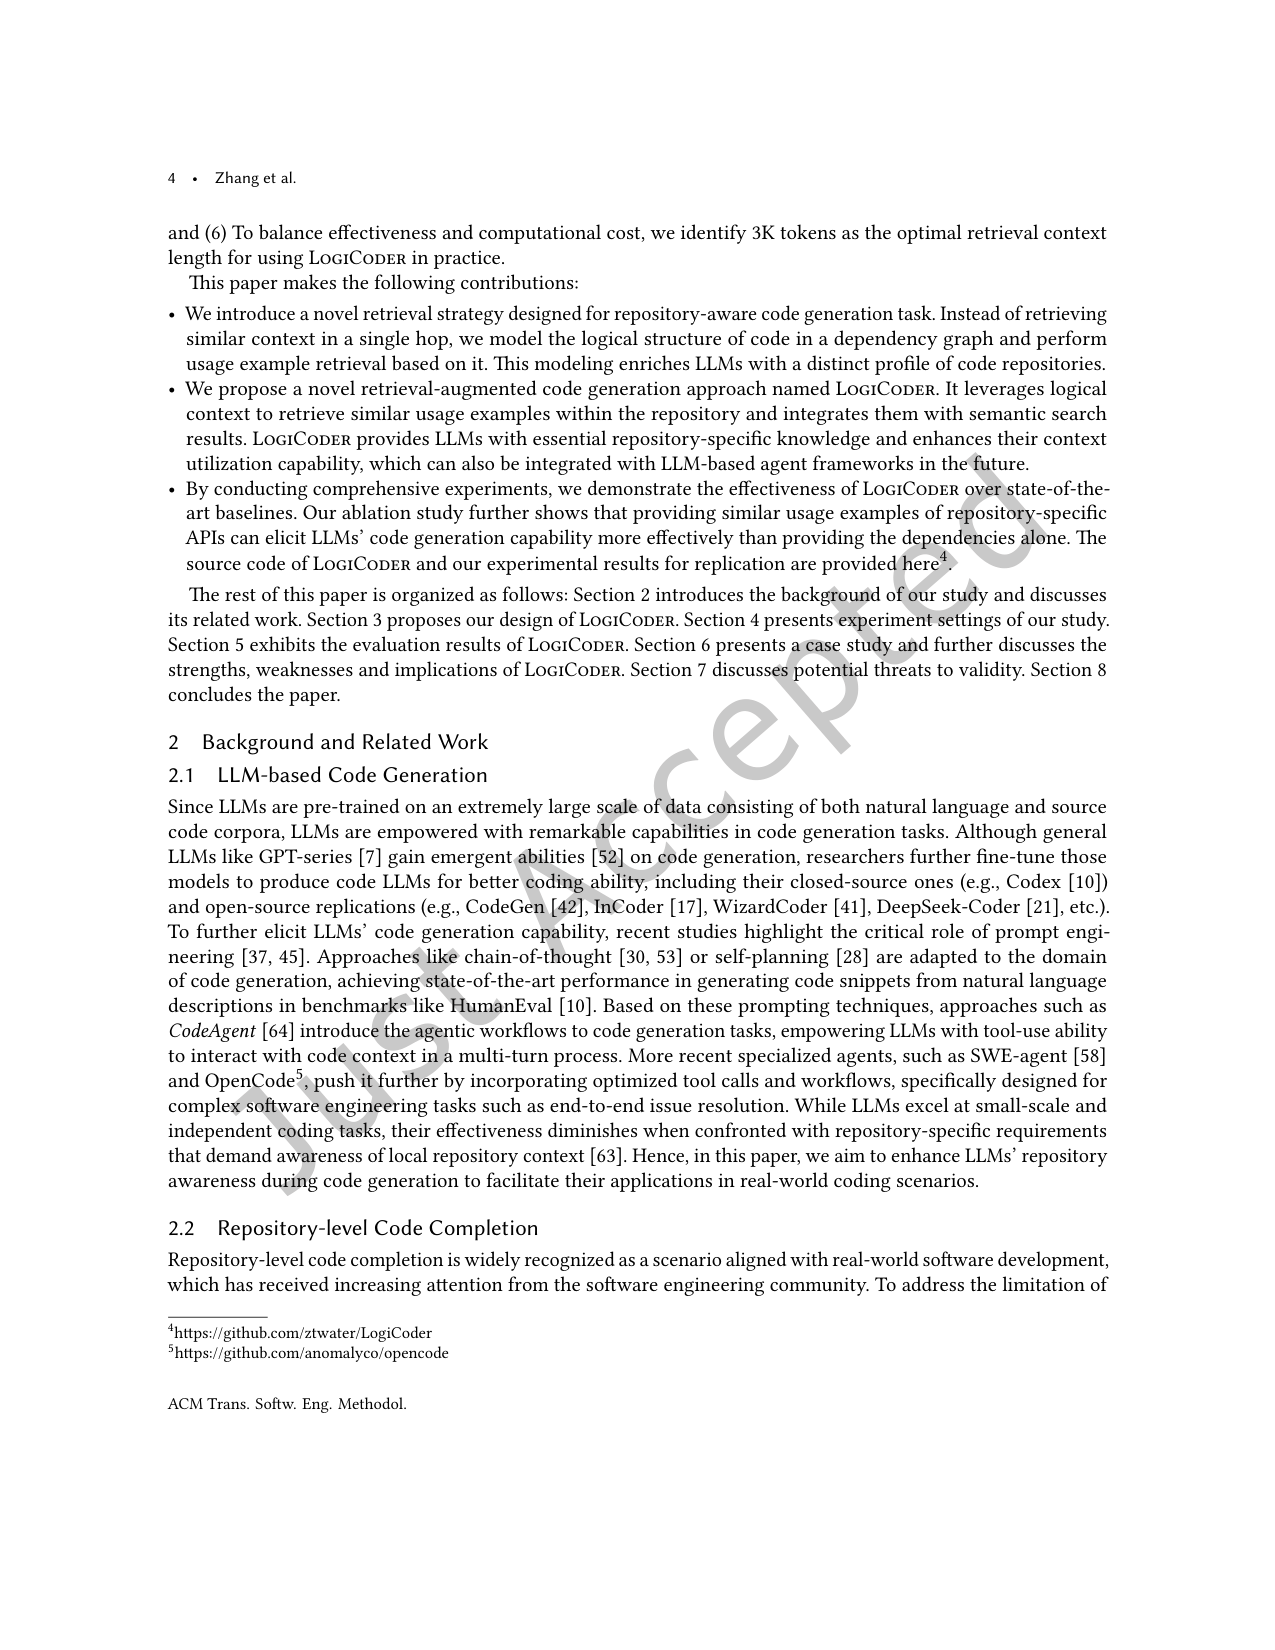 4 • Zhang et al.
and (6) To balance effectiveness and computational cost, we identify 3K tokens as the optimal retrieval context
length for using LogiCoder in practice.
This paper makes the following contributions:
• We introduce a novel retrieval strategy designed for repository-aware code generation task. Instead of retrieving
similar context in a single hop, we model the logical structure of code in a dependency graph and perform
usage example retrieval based on it. This modeling enriches LLMs with a distinct profile of code repositories.
• We propose a novel retrieval-augmented code generation approach named LogiCoder. It leverages logical
context to retrieve similar usage examples within the repository and integrates them with semantic search
results. LogiCoder provides LLMs with essential repository-specific knowledge and enhances their context
utilization capability, which can also be integrated with LLM-based agent frameworks in the future.
• By conducting comprehensive experiments, we demonstrate the effectiveness of LogiCoder over state-of-the-
art baselines. Our ablation study further shows that providing similar usage examples of repository-specific
APIs can elicit LLMs' code generation capability more effectively than providing the dependencies alone. The
source code of LogiCoder and our experimental results for replication are provided here4.
The rest of this paper is organized as follows: Section 2 introduces the background of our study and discusses
its related work. Section 3 proposes our design of LogiCoder. Section 4 presents experiment settings of our study.
Section 5 exhibits the evaluation results of LogiCoder. Section 6 presents a case study and further discusses the
strengths, weaknesses and implications of LogiCoder. Section 7 discusses potential threats to validity. Section 8
concludes the paper.
2 Background and Related Work
2.1 LLM-based Code Generation
Since LLMs are pre-trained on an extremely large scale of data consisting of both natural language and source
code corpora, LLMs are empowered with remarkable capabilities in code generation tasks. Although general
LLMs like GPT-series [7] gain emergent abilities [52] on code generation, researchers further fine-tune those
models to produce code LLMs for better coding ability, including their closed-source ones (e.g., Codex [10])
and open-source replications (e.g., CodeGen [42], InCoder [17], WizardCoder [41], DeepSeek-Coder [21], etc.).
To further elicit LLMs' code generation capability, recent studies highlight the critical role of prompt engi-
neering [37, 45]. Approaches like chain-of-thought [30, 53] or self-planning [28] are adapted to the domain
of code generation, achieving state-of-the-art performance in generating code snippets from natural language
descriptions in benchmarks like HumanEval [10]. Based on these prompting techniques, approaches such as
CodeAgent [64] introduce the agentic workflows to code generation tasks, empowering LLMs with tool-use ability
to interact with code context in a multi-turn process. More recent specialized agents, such as SWE-agent [58]
and OpenCode5, push it further by incorporating optimized tool calls and workflows, specifically designed for
complex software engineering tasks such as end-to-end issue resolution. While LLMs excel at small-scale and
independent coding tasks, their effectiveness diminishes when confronted with repository-specific requirements
that demand awareness of local repository context [63]. Hence, in this paper, we aim to enhance LLMs' repository
awareness during code generation to facilitate their applications in real-world coding scenarios.
2.2 Repository-level Code Completion
Repository-level code completion is widely recognized as a scenario aligned with real-world software development,
which has received increasing attention from the software engineering community. To address the limitation of
4https://github.com/ztwater/LogiCoder
5https://github.com/anomalyco/opencode
ACM Trans. Softw. Eng. Methodol.
Just Accepted